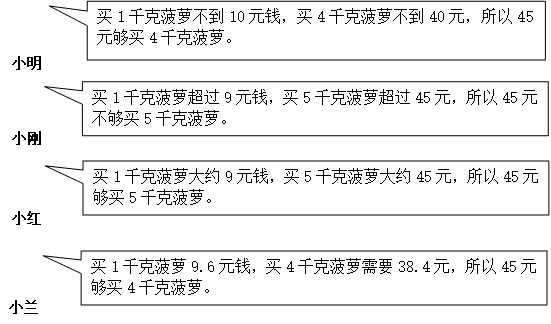 买1千克菠萝不到10元钱，买4千克菠萝不到40元，所以45
元够买4千克菠萝。
小明
买1千克菠萝超过9元钱，买5千克菠萝超过45元，所以45元
不够买5千克菠萝。
小刚
买1千克菠萝大约9元钱，买5千克菠萝大约45元，所以45元
够买5千克菠萝。
小红
买1千克菠萝9.6元钱，买4千克菠萝需要38.4元，所以45元
够买4千克菠萝。
小兰